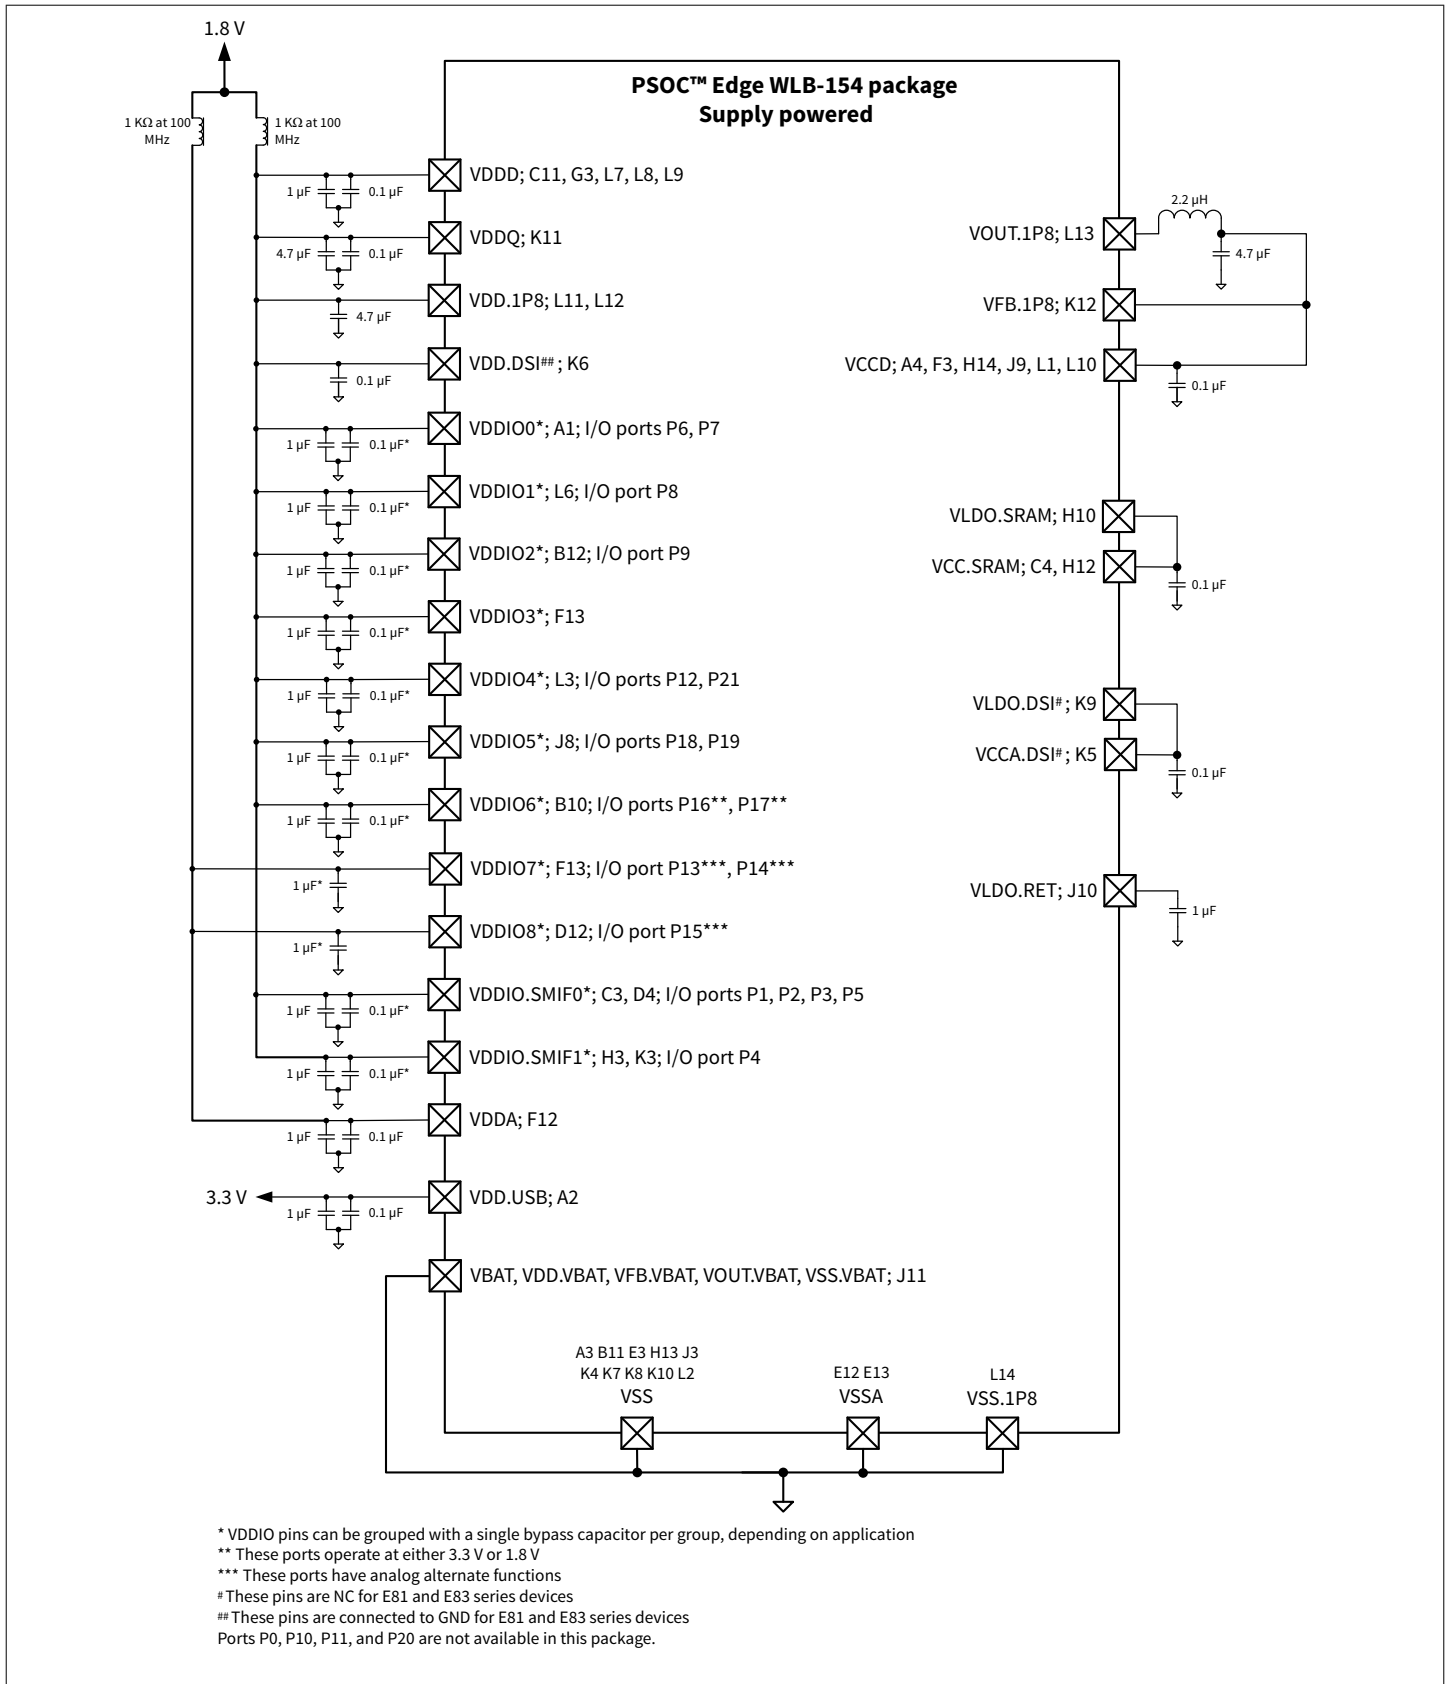 1.8 V
PSOC™ Edge WLB-154 package
Supply powered
1 KΩ at 100
MHz
1 KΩ at 100
MHz
VDDD; C11, G3, L7, L8, L9
1 µF
0.1 µF
VDDQ; K11
4.7 µF
0.1 µF
VDD.1P8; L11, L12
4.7 µF
VDD.DSI##; K6
0.1 µF
VDDIO0*; A1; I/O ports P6, P7
1 µF
0.1 µF*
VDDIO1*; L6; I/O port P8
1 µF
0.1 µF*
VDDIO2*; B12; I/O port P9
1 µF
0.1 µF*
VDDIO3*; F13
1 µF
0.1 µF*
VDDIO4*; L3; I/O ports P12, P21
1 µF
0.1 µF*
VDDIO5*; J8; I/O ports P18, P19
1 µF
0.1 µF*
VDDIO6*; B10; I/O ports P16**, P17**
1 µF
0.1 µF*
VDDIO7*; F13; I/O port P13***, P14***
1 µF*
VDDIO8*; D12; I/O port P15***
1 µF*
VDDIO.SMIF0*; C3, D4; I/O ports P1, P2, P3, P5
1 µF
0.1 µF*
VDDIO.SMIF1*; H3, K3; I/O port P4
1 µF
0.1 µF*
VDDA; F12
1 µF
0.1 µF
3.3 V
VDD.USB; A2
1 µF
0.1 µF
VBAT, VDD.VBAT, VFB.VBAT, VOUT.VBAT, VSS.VBAT; J11
2.2 µH
VOUT.1P8; L13
4.7 µF
VFB.1P8; K12
VCCD; A4, F3, H14, J9, L1, L10
0.1 µF
VLDO.SRAM; H10
VCC.SRAM; C4, H12
0.1 µF
VLDO.DSI#; K9
VCCA.DSI#; K5
0.1 µF
VLDO.RET; J10
1 µF
A3 B11 E3 H13 J3
K4 K7 K8 K10 L2
VSS
E12 E13
VSSA
L14
VSS.1P8
* VDDIO pins can be grouped with a single bypass capacitor per group, depending on application
** These ports operate at either 3.3 V or 1.8 V
*** These ports have analog alternate functions
# These pins are NC for E81 and E83 series devices
## These pins are connected to GND for E81 and E83 series devices
Ports P0, P10, P11, and P20 are not available in this package.